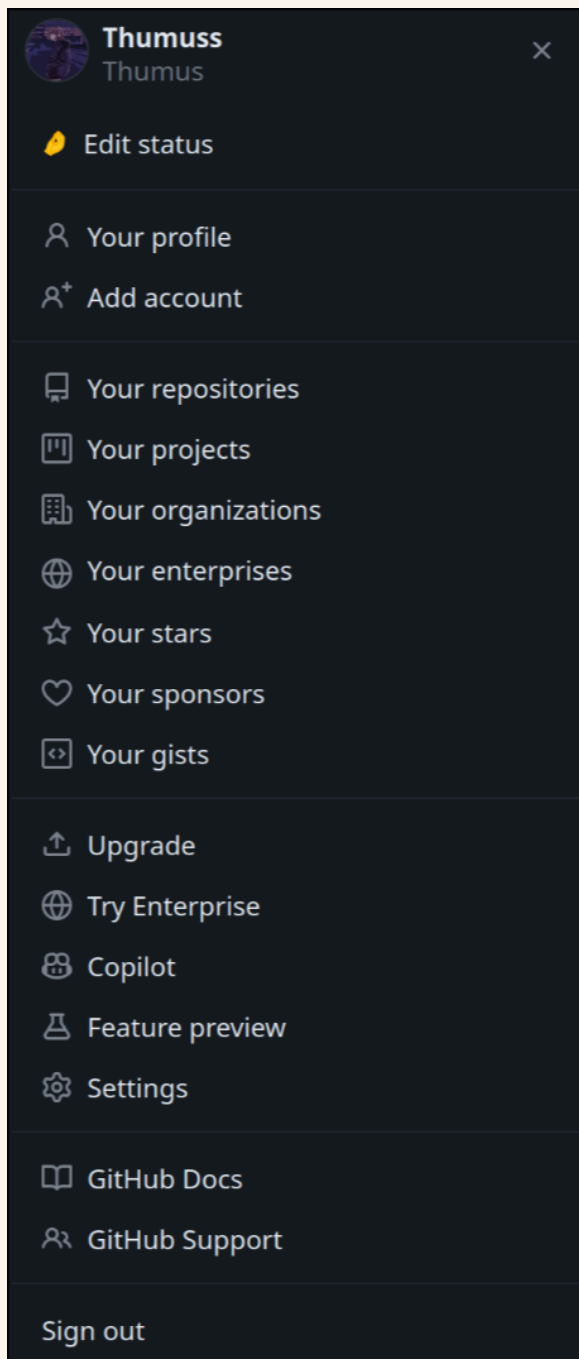 Thumuss
Thumus
Edit status
Your profile
Add account
Your repositories
Your projects
Your organizations
Your enterprises
Your stars
Your sponsors
Your gists
Upgrade
Try Enterprise
Copilot
Feature preview
Settings
GitHub Docs
GitHub Support
Sign out